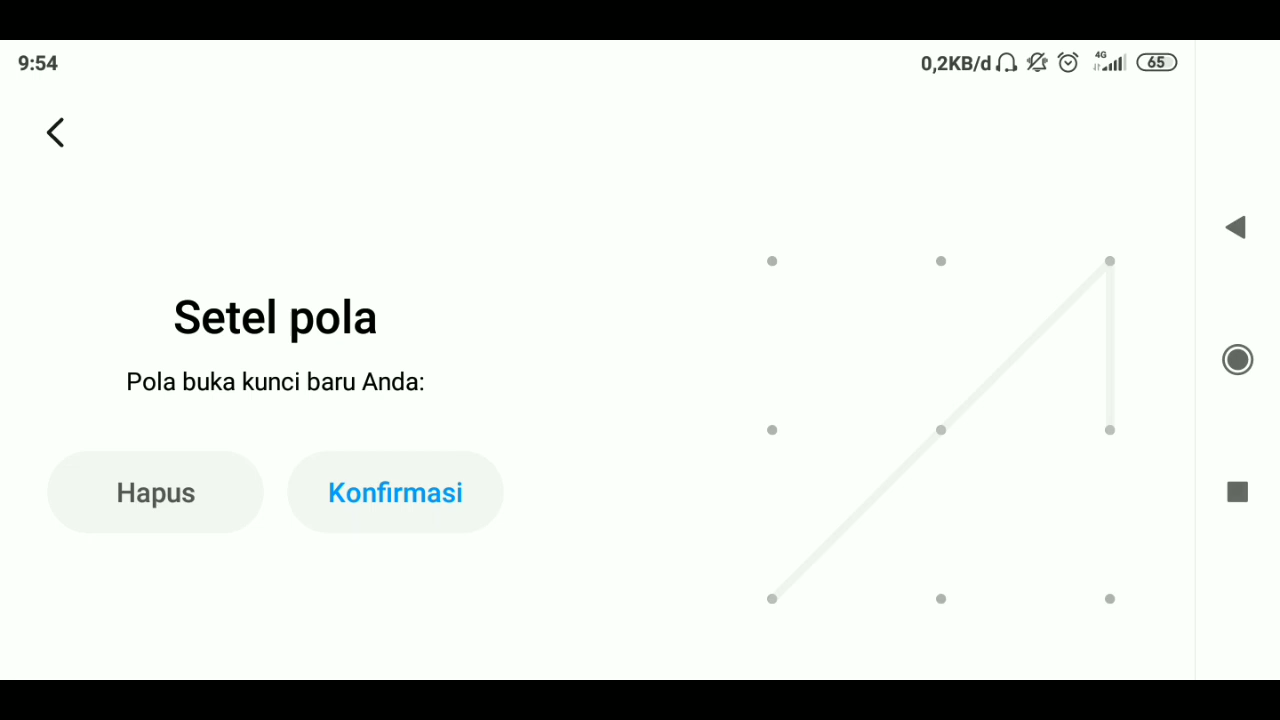 9:54
0,2KB/d 4G 65
Setel pola
Pola buka kunci baru Anda:
Hapus
Konfirmasi